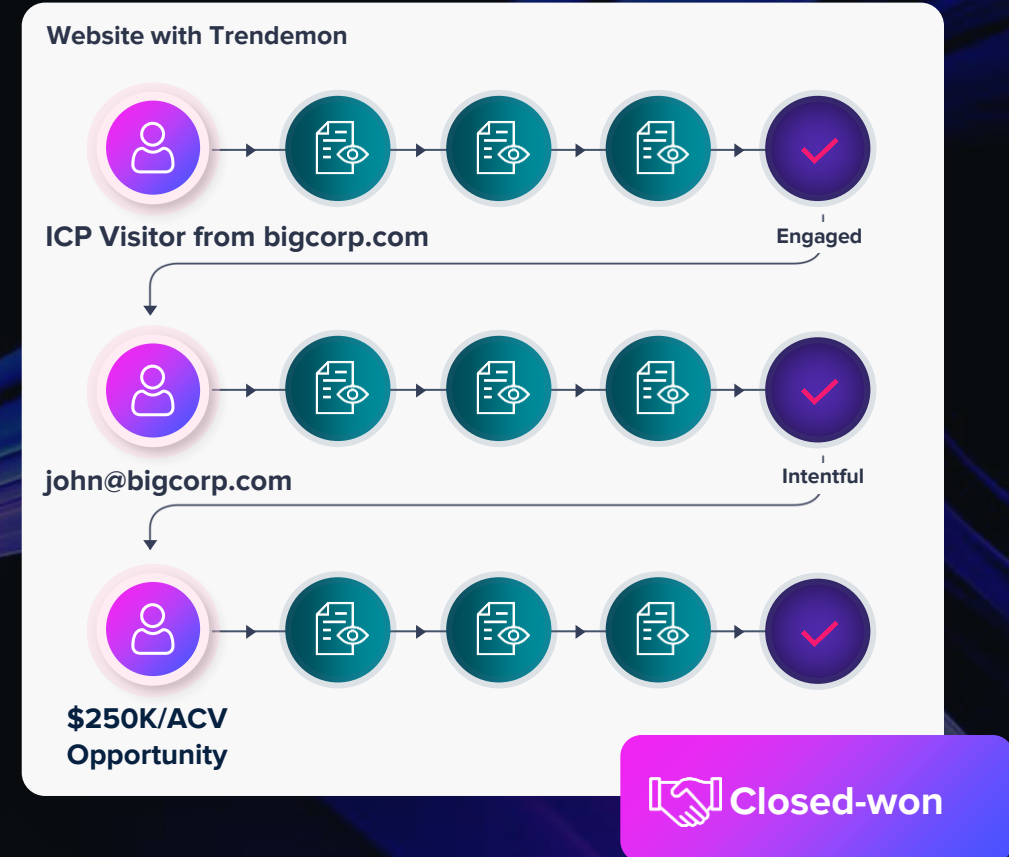 Website with Trendemon
ICP Visitor from bigcorp.com
Engaged
john@bigcorp.com
Intentful
$250K/ACV
Opportunity
Closed-won